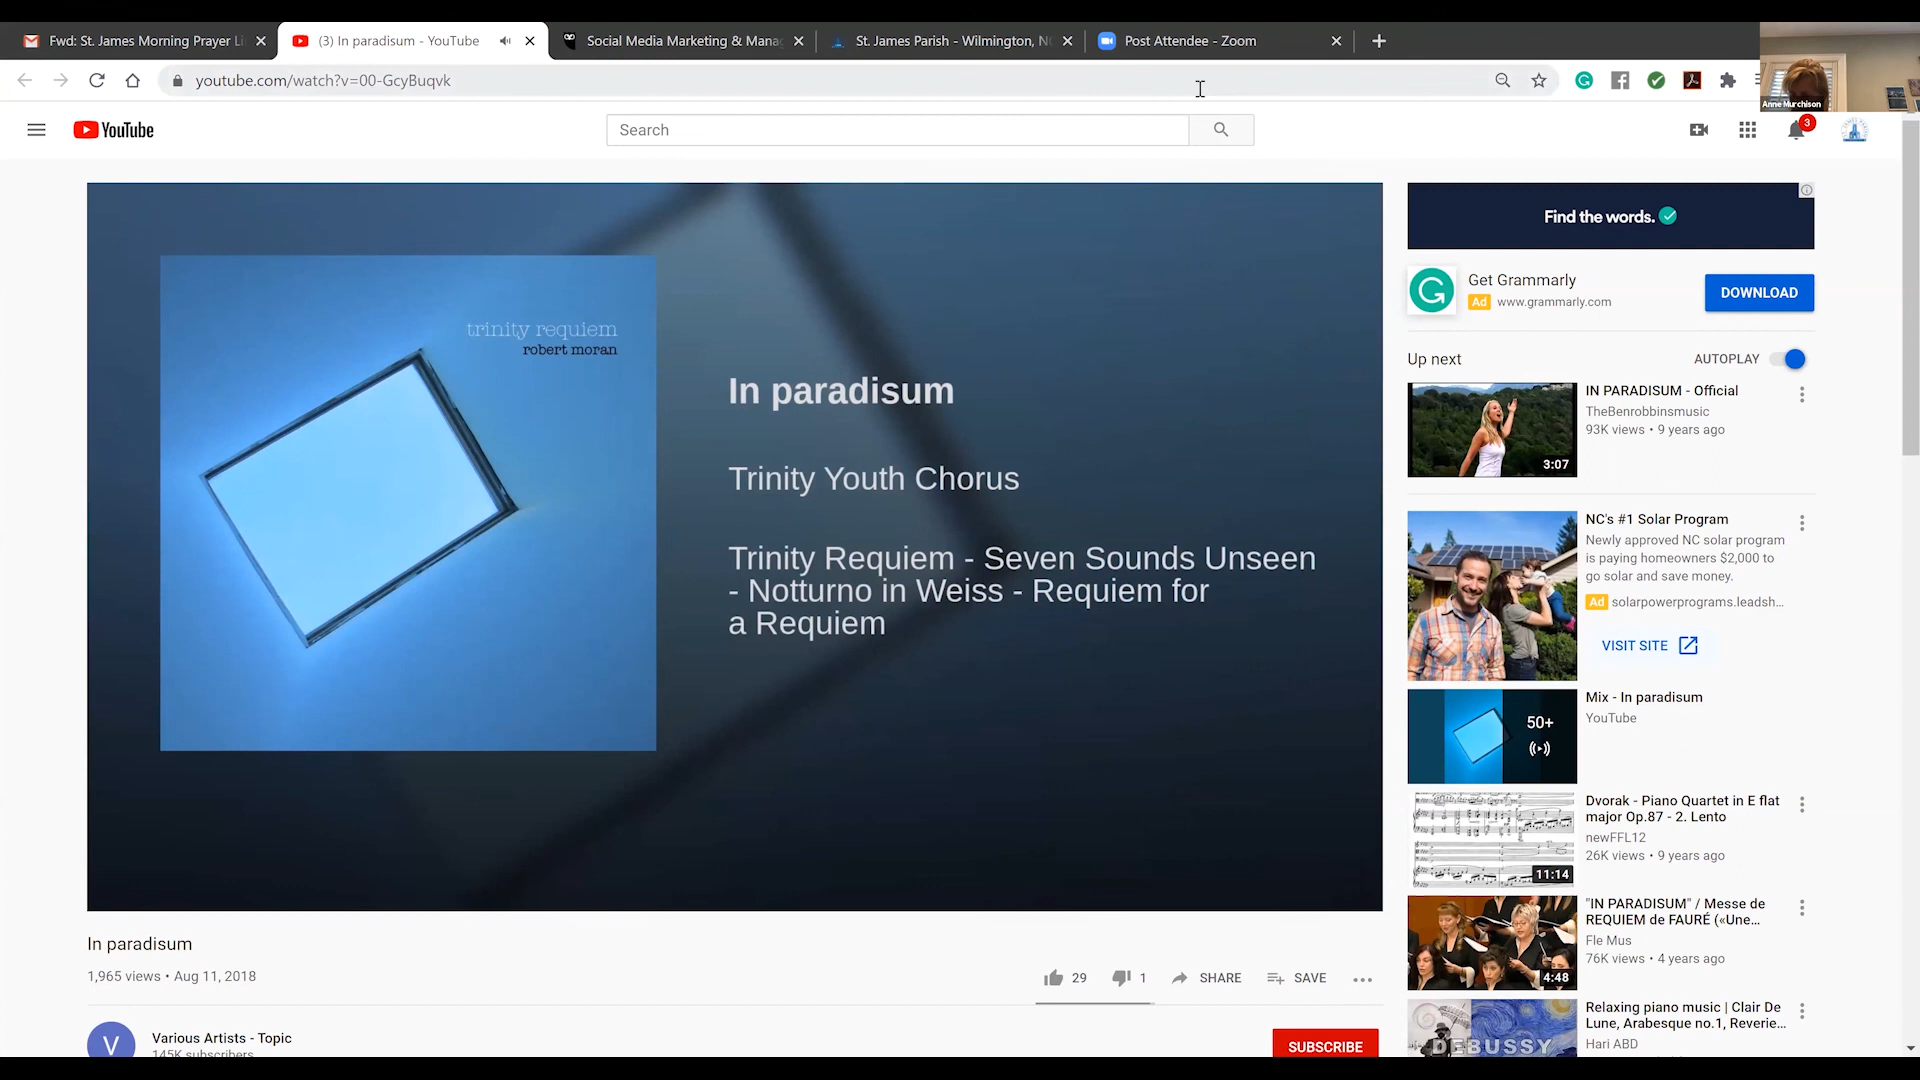 Fwd: St. James Morning Prayer Li
(3) In paradisum - YouTube
Social Media Marketing & Mana
St. James Parish - Wilmington, N
Post Attendee - Zoom
youtube.com/watch?v=00-GcyBuqvk
Anne Murchison
YouTube
Search
3
trinity requiem
robert moran
In paradisum
Trinity Youth Chorus
Trinity Requiem - Seven Sounds Unseen
- Notturno in Weiss - Requiem for
a Requiem
In paradisum
1,965 views • Aug 11, 2018
29
1
SHARE
SAVE
V
Various Artists - Topic
145K subscribers
SUBSCRIBE
Find the words.
Get Grammarly
Ad www.grammarly.com
DOWNLOAD
Up next
AUTOPLAY
3:07
IN PARADISUM - Official
TheBenrobbinsmusic
93K views • 9 years ago
NC's #1 Solar Program
Newly approved NC solar program
is paying homeowners $2,000 to
go solar and save money.
Ad solarpowerprograms.leadsh...
VISIT SITE
50+
Mix - In paradisum
YouTube
11:14
Dvorak - Piano Quartet in E flat
major Op.87 - 2. Lento
newFFL12
26K views • 9 years ago
4:48
"IN PARADISUM" / Messe de
REQUIEM de FAURÉ («Une...
Fle Mus
76K views • 4 years ago
DEBUSSY
Relaxing piano music | Clair De
Lune, Arabesque no.1, Reverie...
Hari ABD